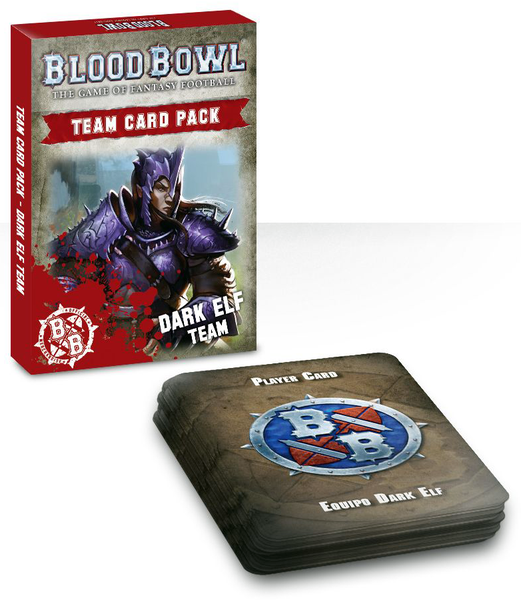 BLOOD BOWL
THE GAME OF FANTASY FOOTBALL
TEAM CARD PACK
DARK ELF
TEAM
TEAM CARD PACK - DARK ELF TEAM
B
B
PLAYER CARD
B
B
EQUIPO DARK ELF